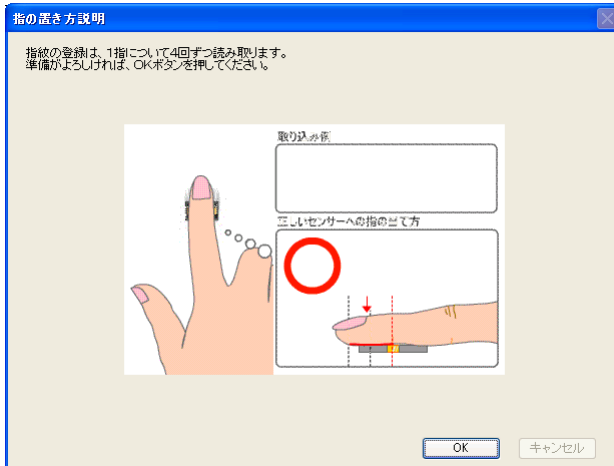 指の置き方説明
指紋の登録は、1指について4回ずつ読み取ります。
準備がよろしければ、OKボタンを押してください。
取り込み例
正しいセンサーへの指の当て方
OK
キャンセル